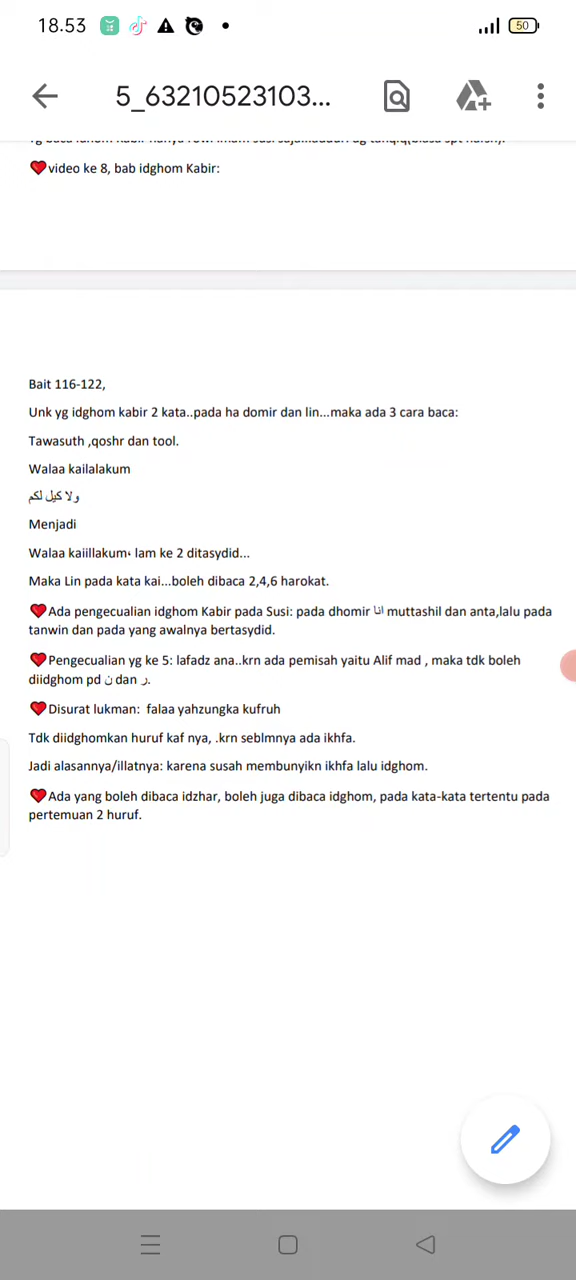 18.53
50
5_63210523103...
video ke 8, bab idghom Kabir:
Bait 116-122,
Unk yg idghom kabir 2 kata..pada ha domir dan lin...maka ada 3 cara baca:
Tawasuth ,qoshr dan tool.
Walaa kailalakum
ولا كيل لكم
Menjadi
Walaa kaiillakum، lam ke 2 ditasydid...
Maka Lin pada kata kai...boleh dibaca 2,4,6 harokat.
Ada pengecualian idghom Kabir pada Susi: pada dhomir انا muttashil dan anta,lalu pada
tanwin dan pada yang awalnya bertasydid.
Pengecualian yg ke 5: lafadz ana..krn ada pemisah yaitu Alif mad , maka tdk boleh
diidghom pd ن dan ر.
Disurat lukman:  falaa yahzungka kufruh
Tdk diidghomkan huruf kaf nya, .krn seblmnya ada ikhfa.
Jadi alasannya/illatnya: karena susah membunyikn ikhfa lalu idghom.
Ada yang boleh dibaca idzhar, boleh juga dibaca idghom, pada kata-kata tertentu pada
pertemuan 2 huruf.